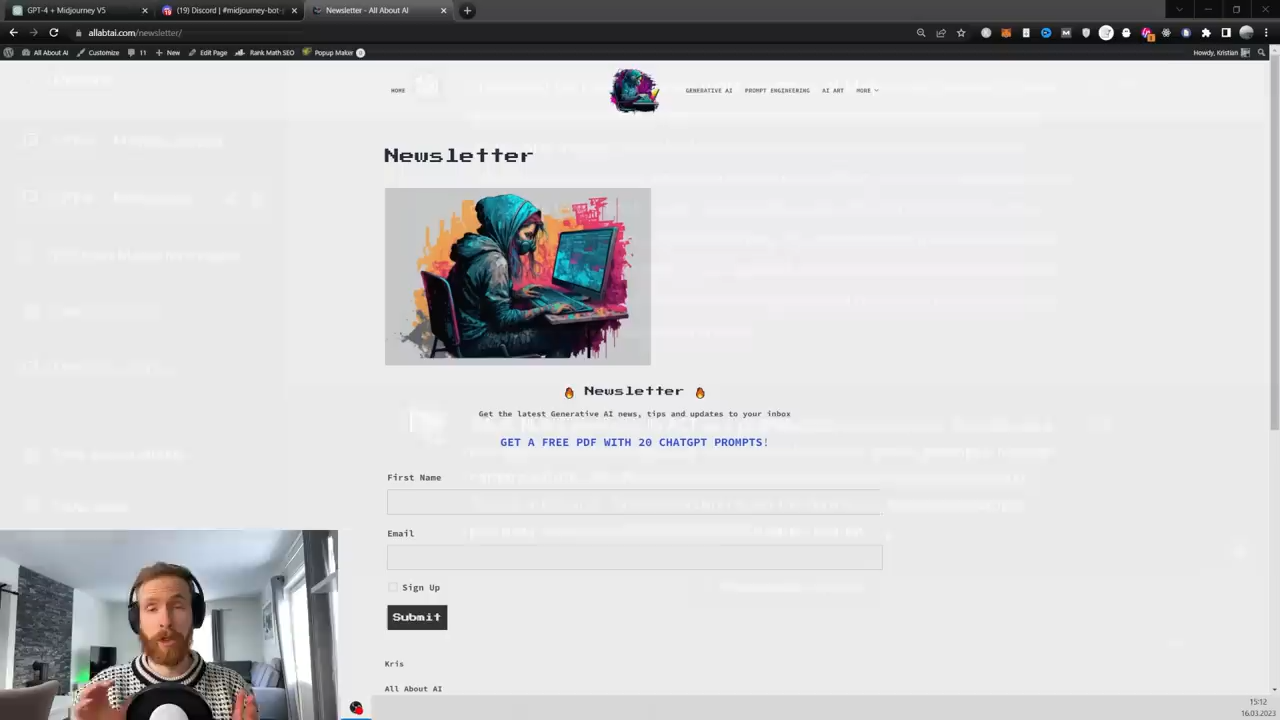 GPT-4 + Midjourney V5
(19) Discord | #midjourney-bot-
Newsletter - All About AI
allabtai.com/newsletter/
All About AI
Customize
11
New
Edit Page
Rank Math SEO
Popup Maker
Howdy, Kristian
HOME
GENERATIVE AI
PROMPT ENGINEERING
AI ART
MORE
Newsletter
🔥 Newsletter 🔥
Get the latest Generative AI news, tips and updates to your inbox
GET A FREE PDF WITH 20 CHATGPT PROMPTS!
First Name
Email
Sign Up
Submit
Kris
All About AI
15:12
16.03.2023